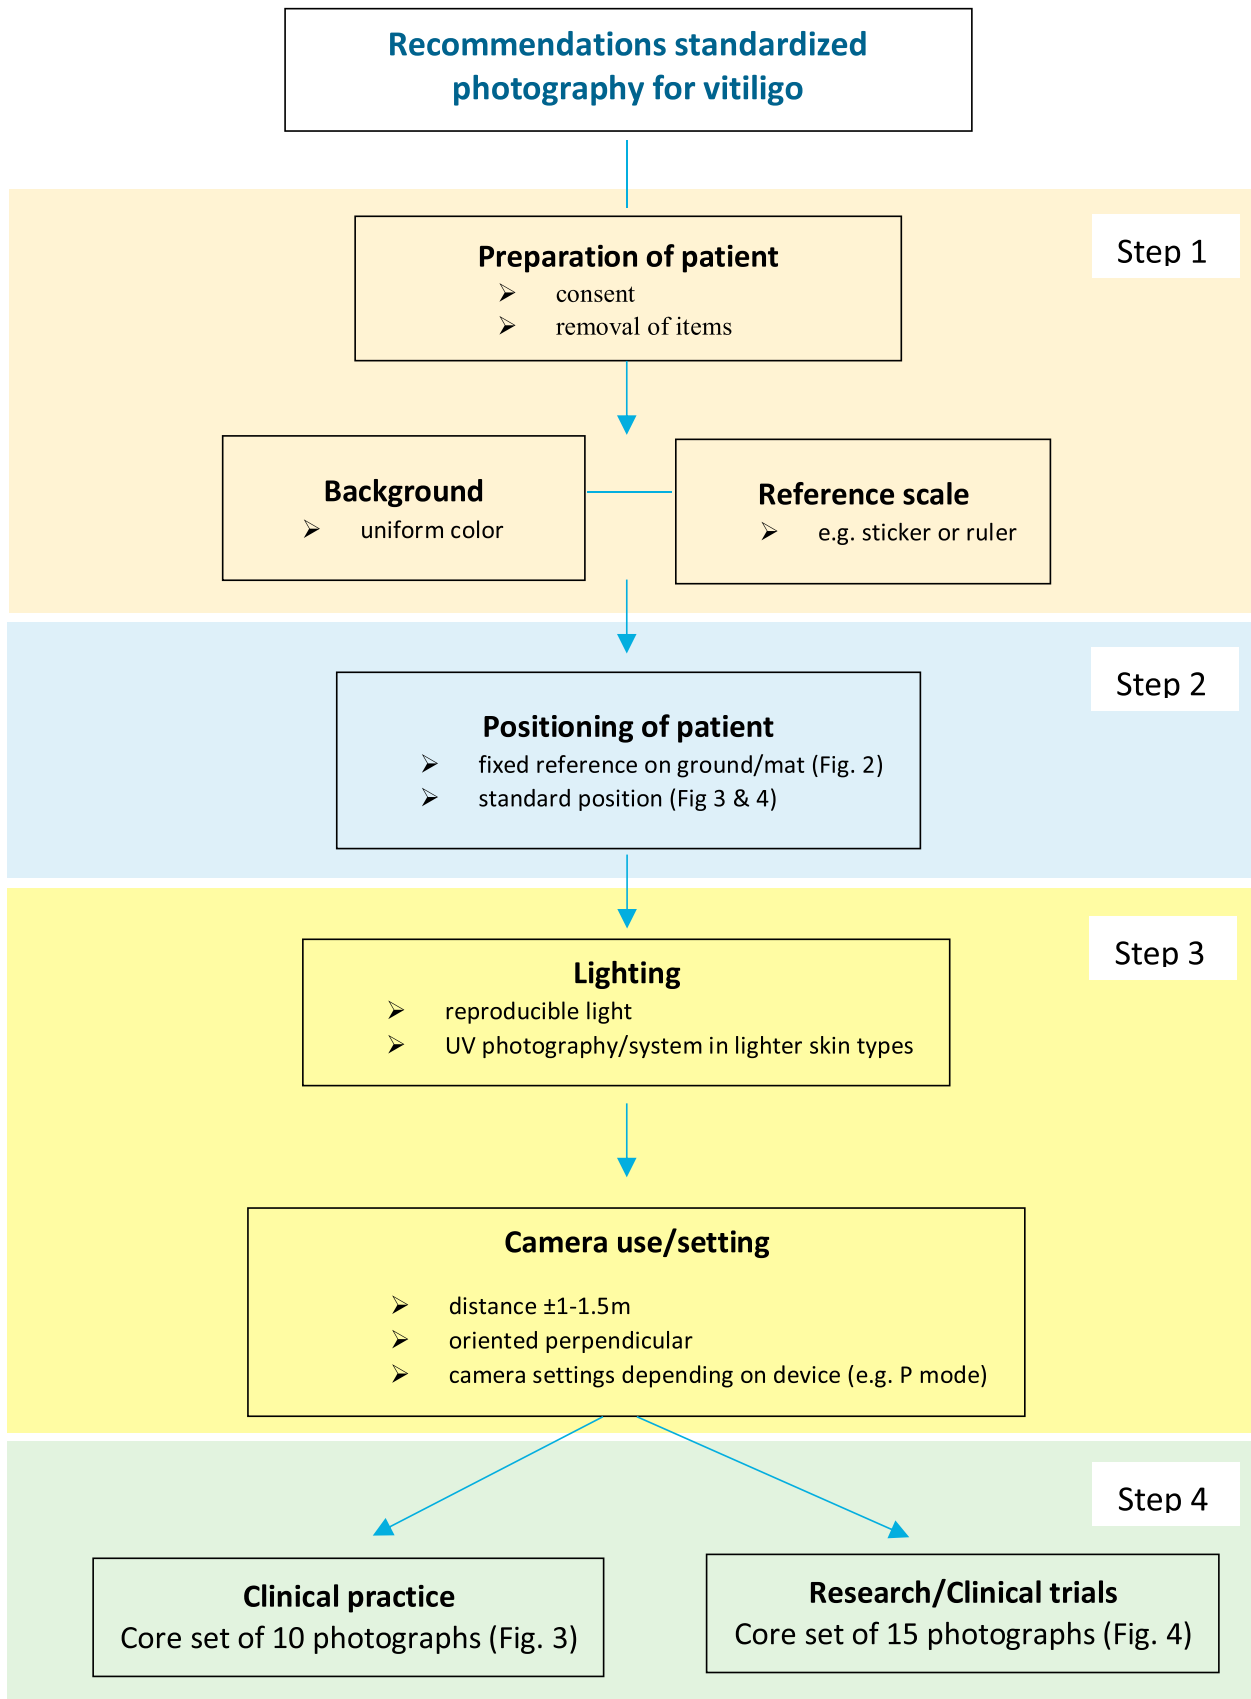 Recommendations standardized
photography for vitiligo
Step 1
Preparation of patient
➢ consent
➢ removal of items
Background
➢ uniform color
Reference scale
➢ e.g. sticker or ruler
Step 2
Positioning of patient
➢ fixed reference on ground/mat (Fig. 2)
➢ standard position (Fig 3 & 4)
Step 3
Lighting
➢ reproducible light
➢ UV photography/system in lighter skin types
Camera use/setting
➢ distance ±1-1.5m
➢ oriented perpendicular
➢ camera settings depending on device (e.g. P mode)
Step 4
Clinical practice
Core set of 10 photographs (Fig. 3)
Research/Clinical trials
Core set of 15 photographs (Fig. 4)